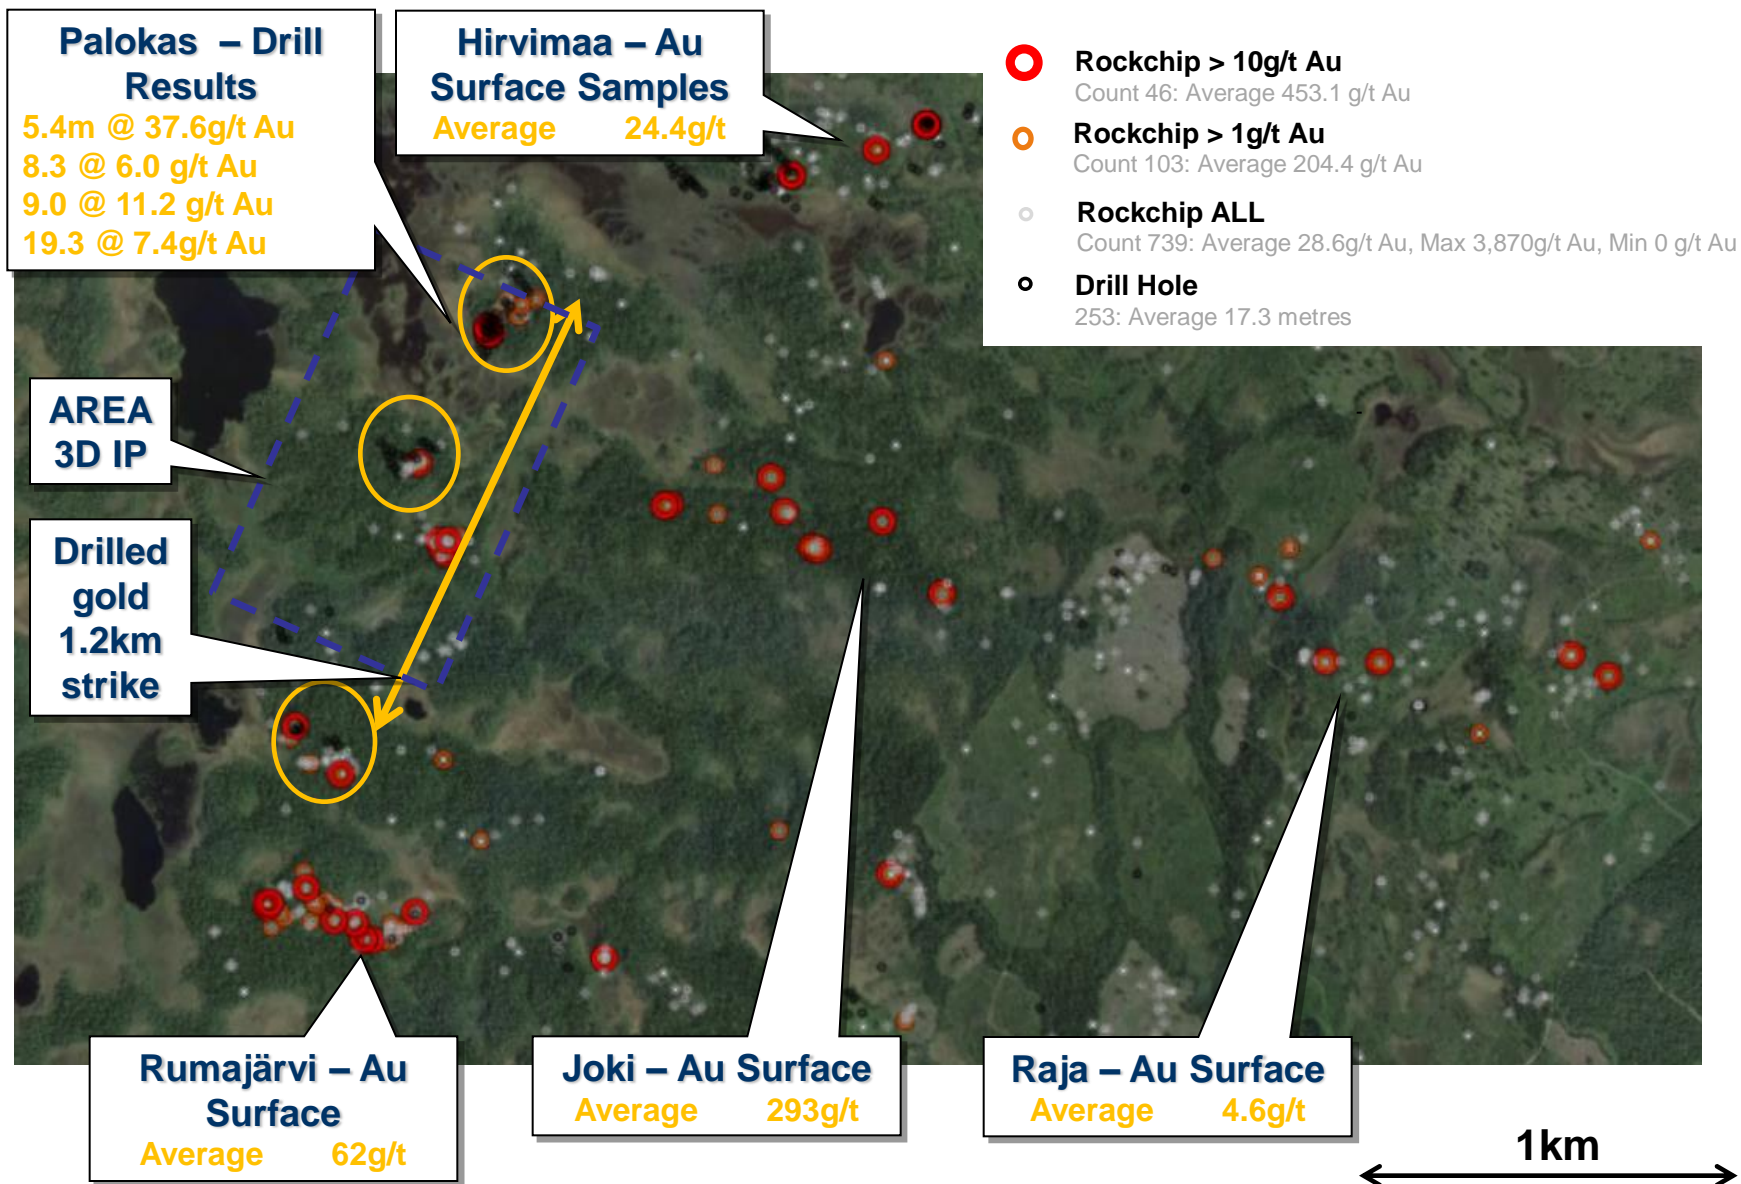 Palokas – Drill
Results
5.4m @ 37.6g/t Au
8.3 @ 6.0 g/t Au
9.0 @ 11.2 g/t Au
19.3 @ 7.4g/t Au
Hirvimaa – Au
Surface Samples
Average 24.4g/t
Rockchip > 10g/t Au
Count 46: Average 453.1 g/t Au
Rockchip > 1g/t Au
Count 103: Average 204.4 g/t Au
Rockchip ALL
Count 739: Average 28.6g/t Au, Max 3,870g/t Au, Min 0 g/t Au
Drill Hole
253: Average 17.3 metres
AREA
3D IP
Drilled
gold
1.2km
strike
Rumajärvi – Au
Surface
Average 62g/t
Joki – Au Surface
Average 293g/t
Raja – Au Surface
Average 4.6g/t
1km